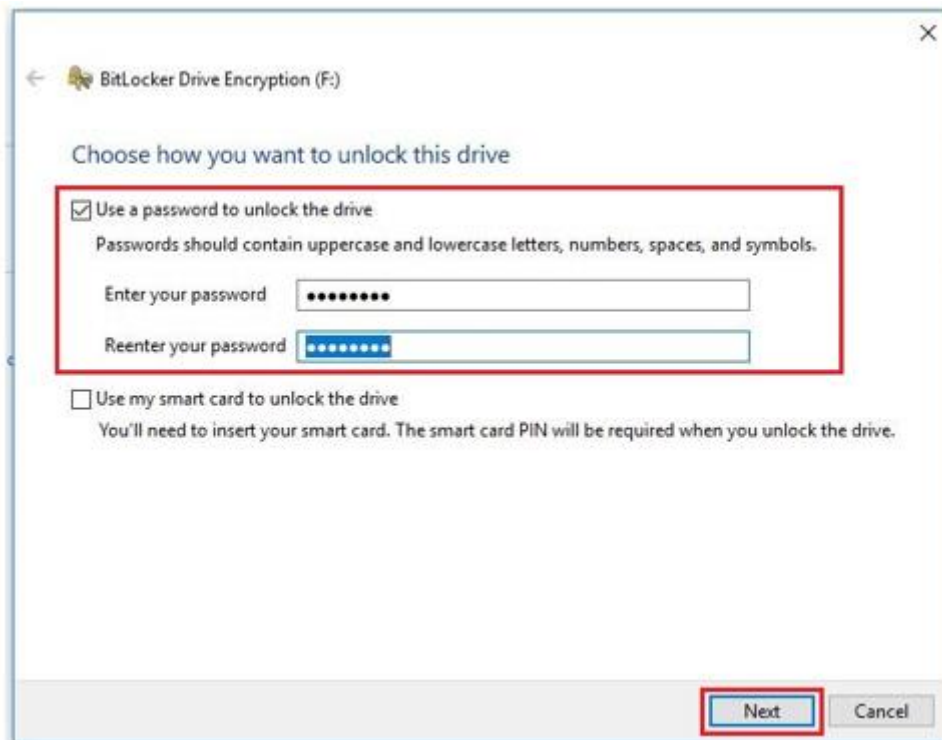 BitLocker Drive Encryption (F:)
Choose how you want to unlock this drive
Use a password to unlock the drive
Passwords should contain uppercase and lowercase letters, numbers, spaces, and symbols.
Enter your password ●●●●●●●●
Reenter your password ●●●●●●●●
Use my smart card to unlock the drive
You'll need to insert your smart card. The smart card PIN will be required when you unlock the drive.
Next Cancel